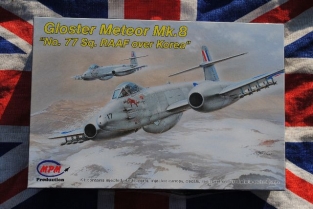 Gloster Meteor Mk.8
"No. 77 Sq. RAAF over Korea"
MPM
Production